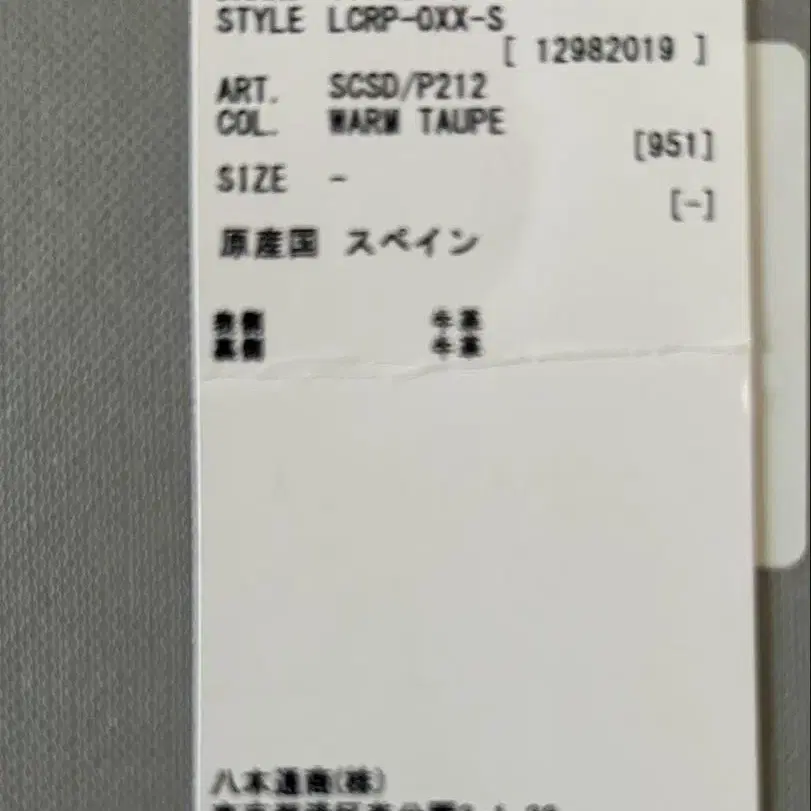 STYLE LCRP-0XX-S
[ 12982019 ]
ART. SCSD/P212
COL. WARM TAUPE
[951]
SIZE -
[-]
原産国 スペイン
表側 牛革
裏側 牛革
八木通商(株)